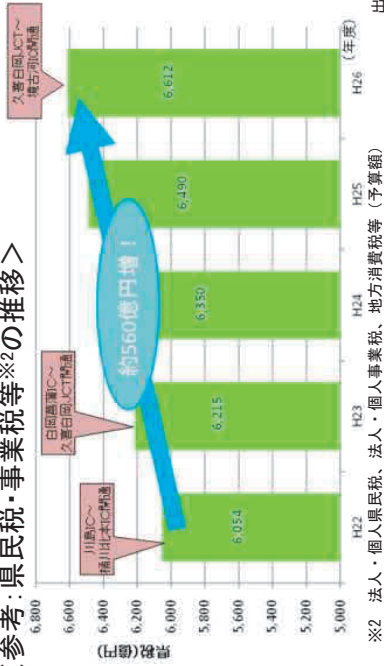 参考：県民税・事業税等※2の推移＞
県税(億円)
6,800
6,600
6,400
6,200
6,000
5,800
5,600
5,400
5,200
5,000
川島IC～
桶川北本IC開通
白岡菖蒲IC～
久喜白岡JCT開通
久喜白岡JCT～
境古河IC開通
約560億円増！
6,054
6,215
6,350
6,490
6,612
H22
H23
H24
H25
H26
(年度)
※2 法人・個人県民税、法人・個人事業税、地方消費税等（予算額）
出